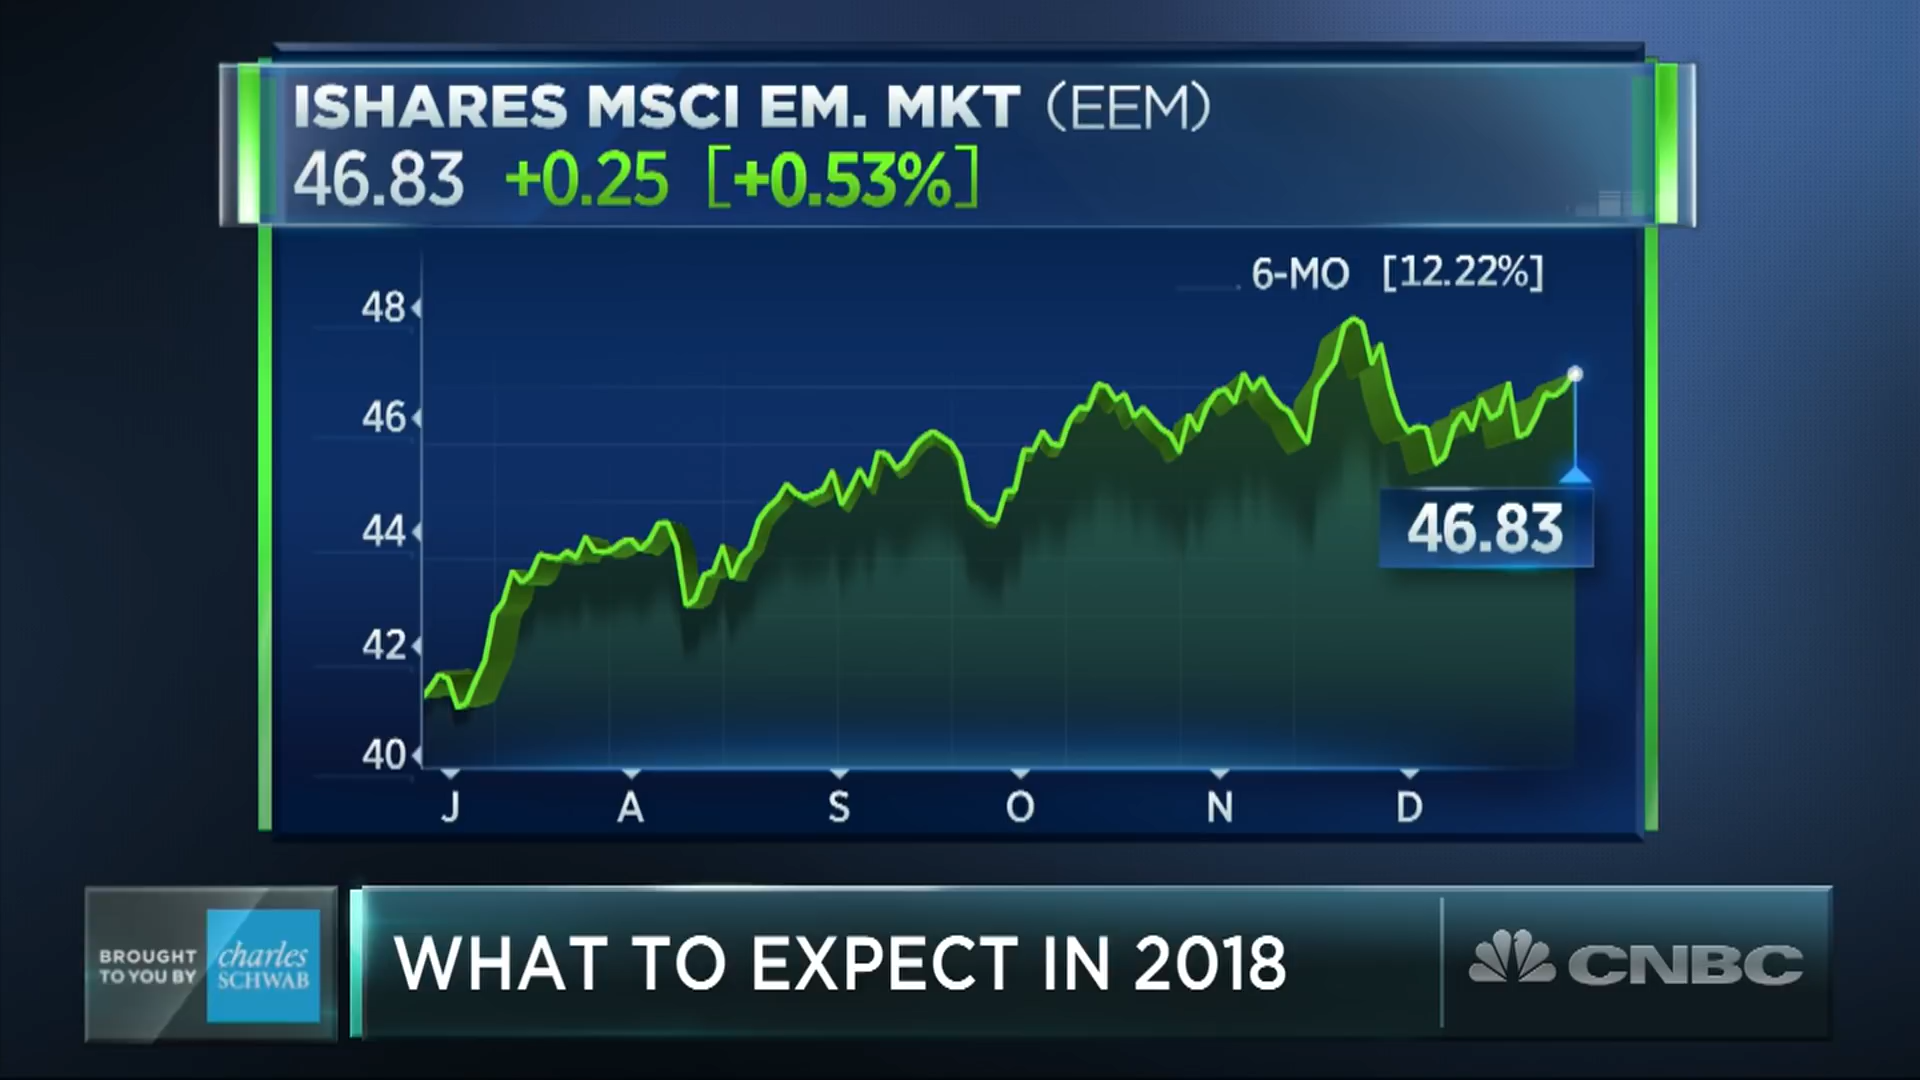 ISHARES MSCI EM. MKT (EEM)
46.83 +0.25 [+0.53%]
6-MO [12.22%]
48
46
44
42
40
46.83
J A S O N D
BROUGHT
TO YOU BY
charles
SCHWAB
WHAT TO EXPECT IN 2018
CNBC